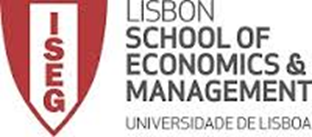 ISEG
LISBON
SCHOOL OF
ECONOMICS &
MANAGEMENT
UNIVERSIDADE DE LISBOA